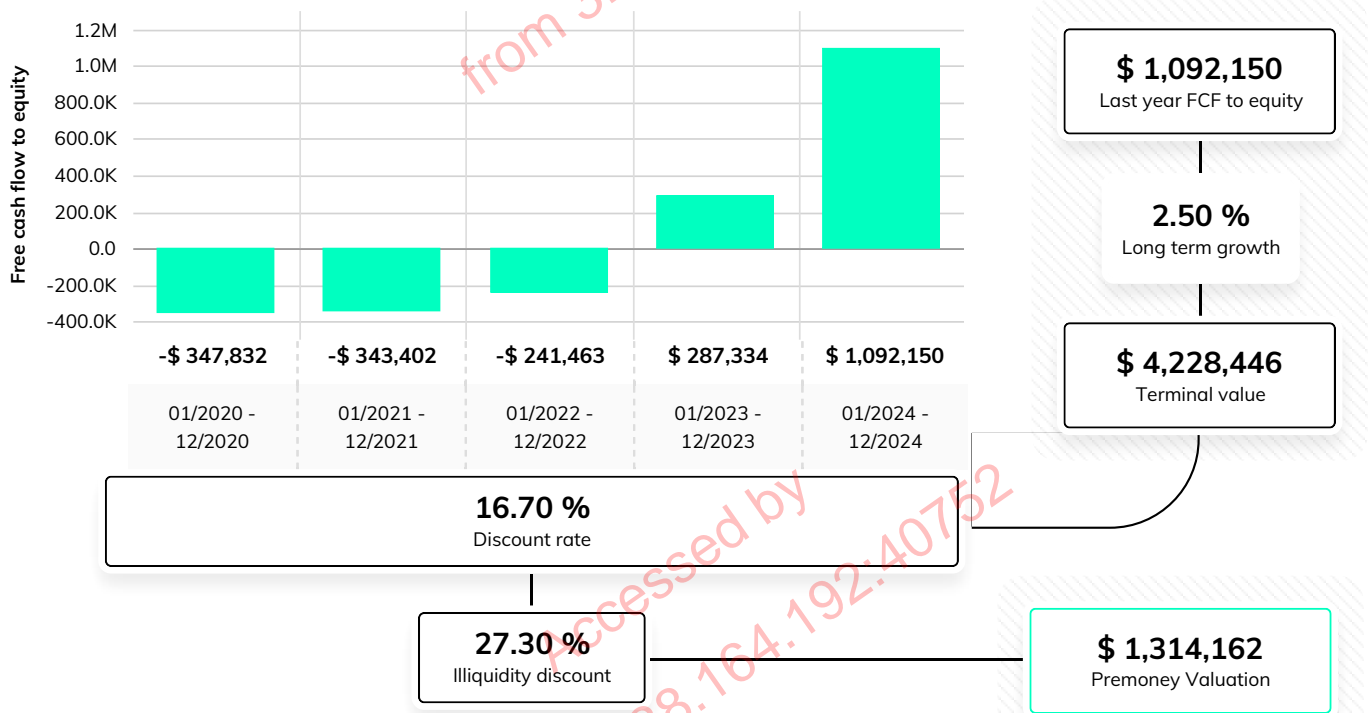 from 3
Free cash flow to equity
1.2M
1.0M
800.0K
600.0K
400.0K
200.0K
0.0
-200.0K
-400.0K
-$ 347,832
-$ 343,402
-$ 241,463
$ 287,334
$ 1,092,150
01/2020 -
12/2020
01/2021 -
12/2021
01/2022 -
12/2022
01/2023 -
12/2023
01/2024 -
12/2024
$ 1,092,150
Last year FCF to equity
2.50 %
Long term growth
$ 4,228,446
Terminal value
16.70 %
Discount rate
27.30 %
Illiquidity discount
$ 1,314,162
Premoney Valuation
Accessed by
8.164.192:40752